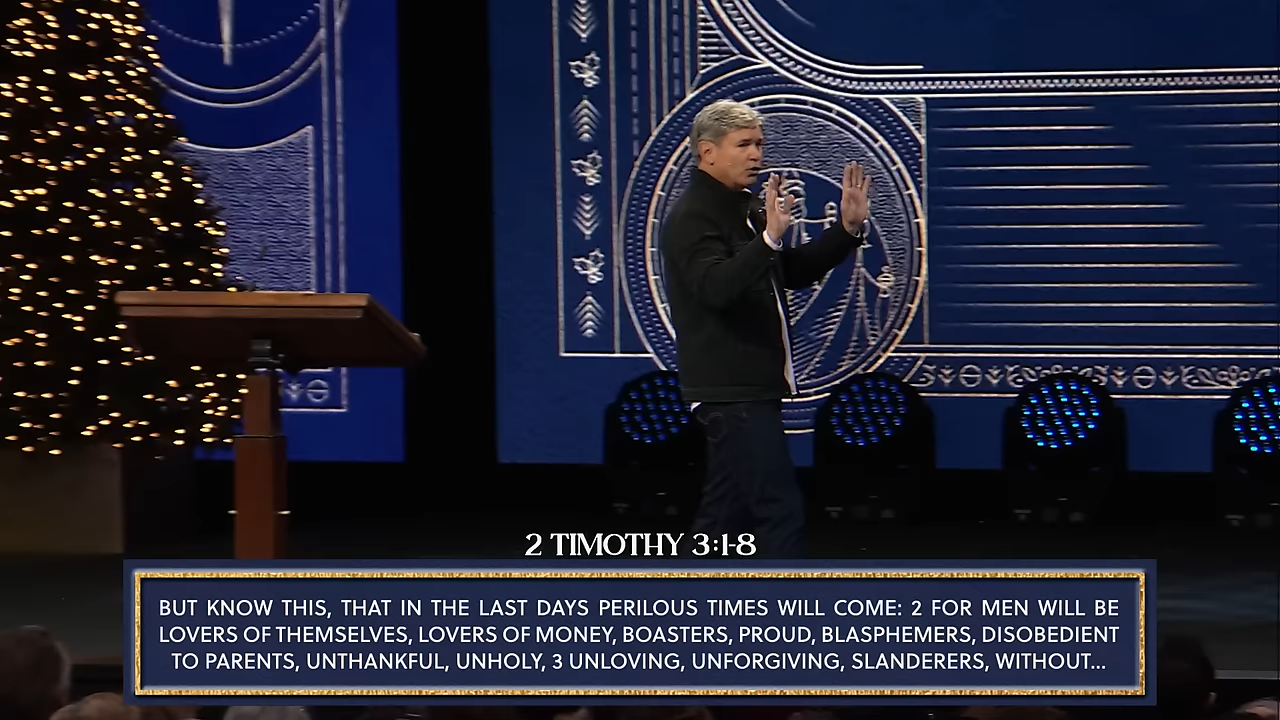 2 TIMOTHY 3:1-8
BUT KNOW THIS, THAT IN THE LAST DAYS PERILOUS TIMES WILL COME: 2 FOR MEN WILL BE
LOVERS OF THEMSELVES, LOVERS OF MONEY, BOASTERS, PROUD, BLASPHEMERS, DISOBEDIENT
TO PARENTS, UNTHANKFUL, UNHOLY, 3 UNLOVING, UNFORGIVING, SLANDERERS, WITHOUT...